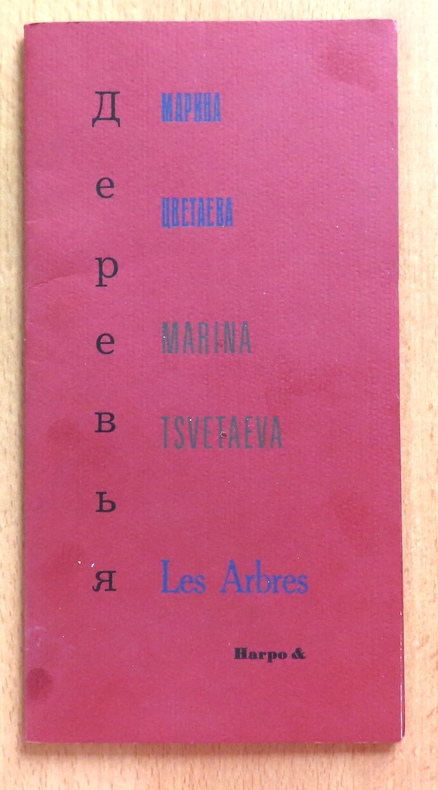 Деревья
МАРИНА
ЦВЕТАЕВА
MARINA
TSVETAEVA
Les Arbres
Harpo &